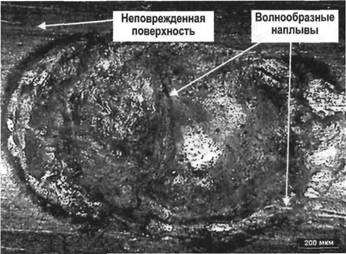 Неповрежденная
поверхность
Волнообразные
наплывы
200 мкм